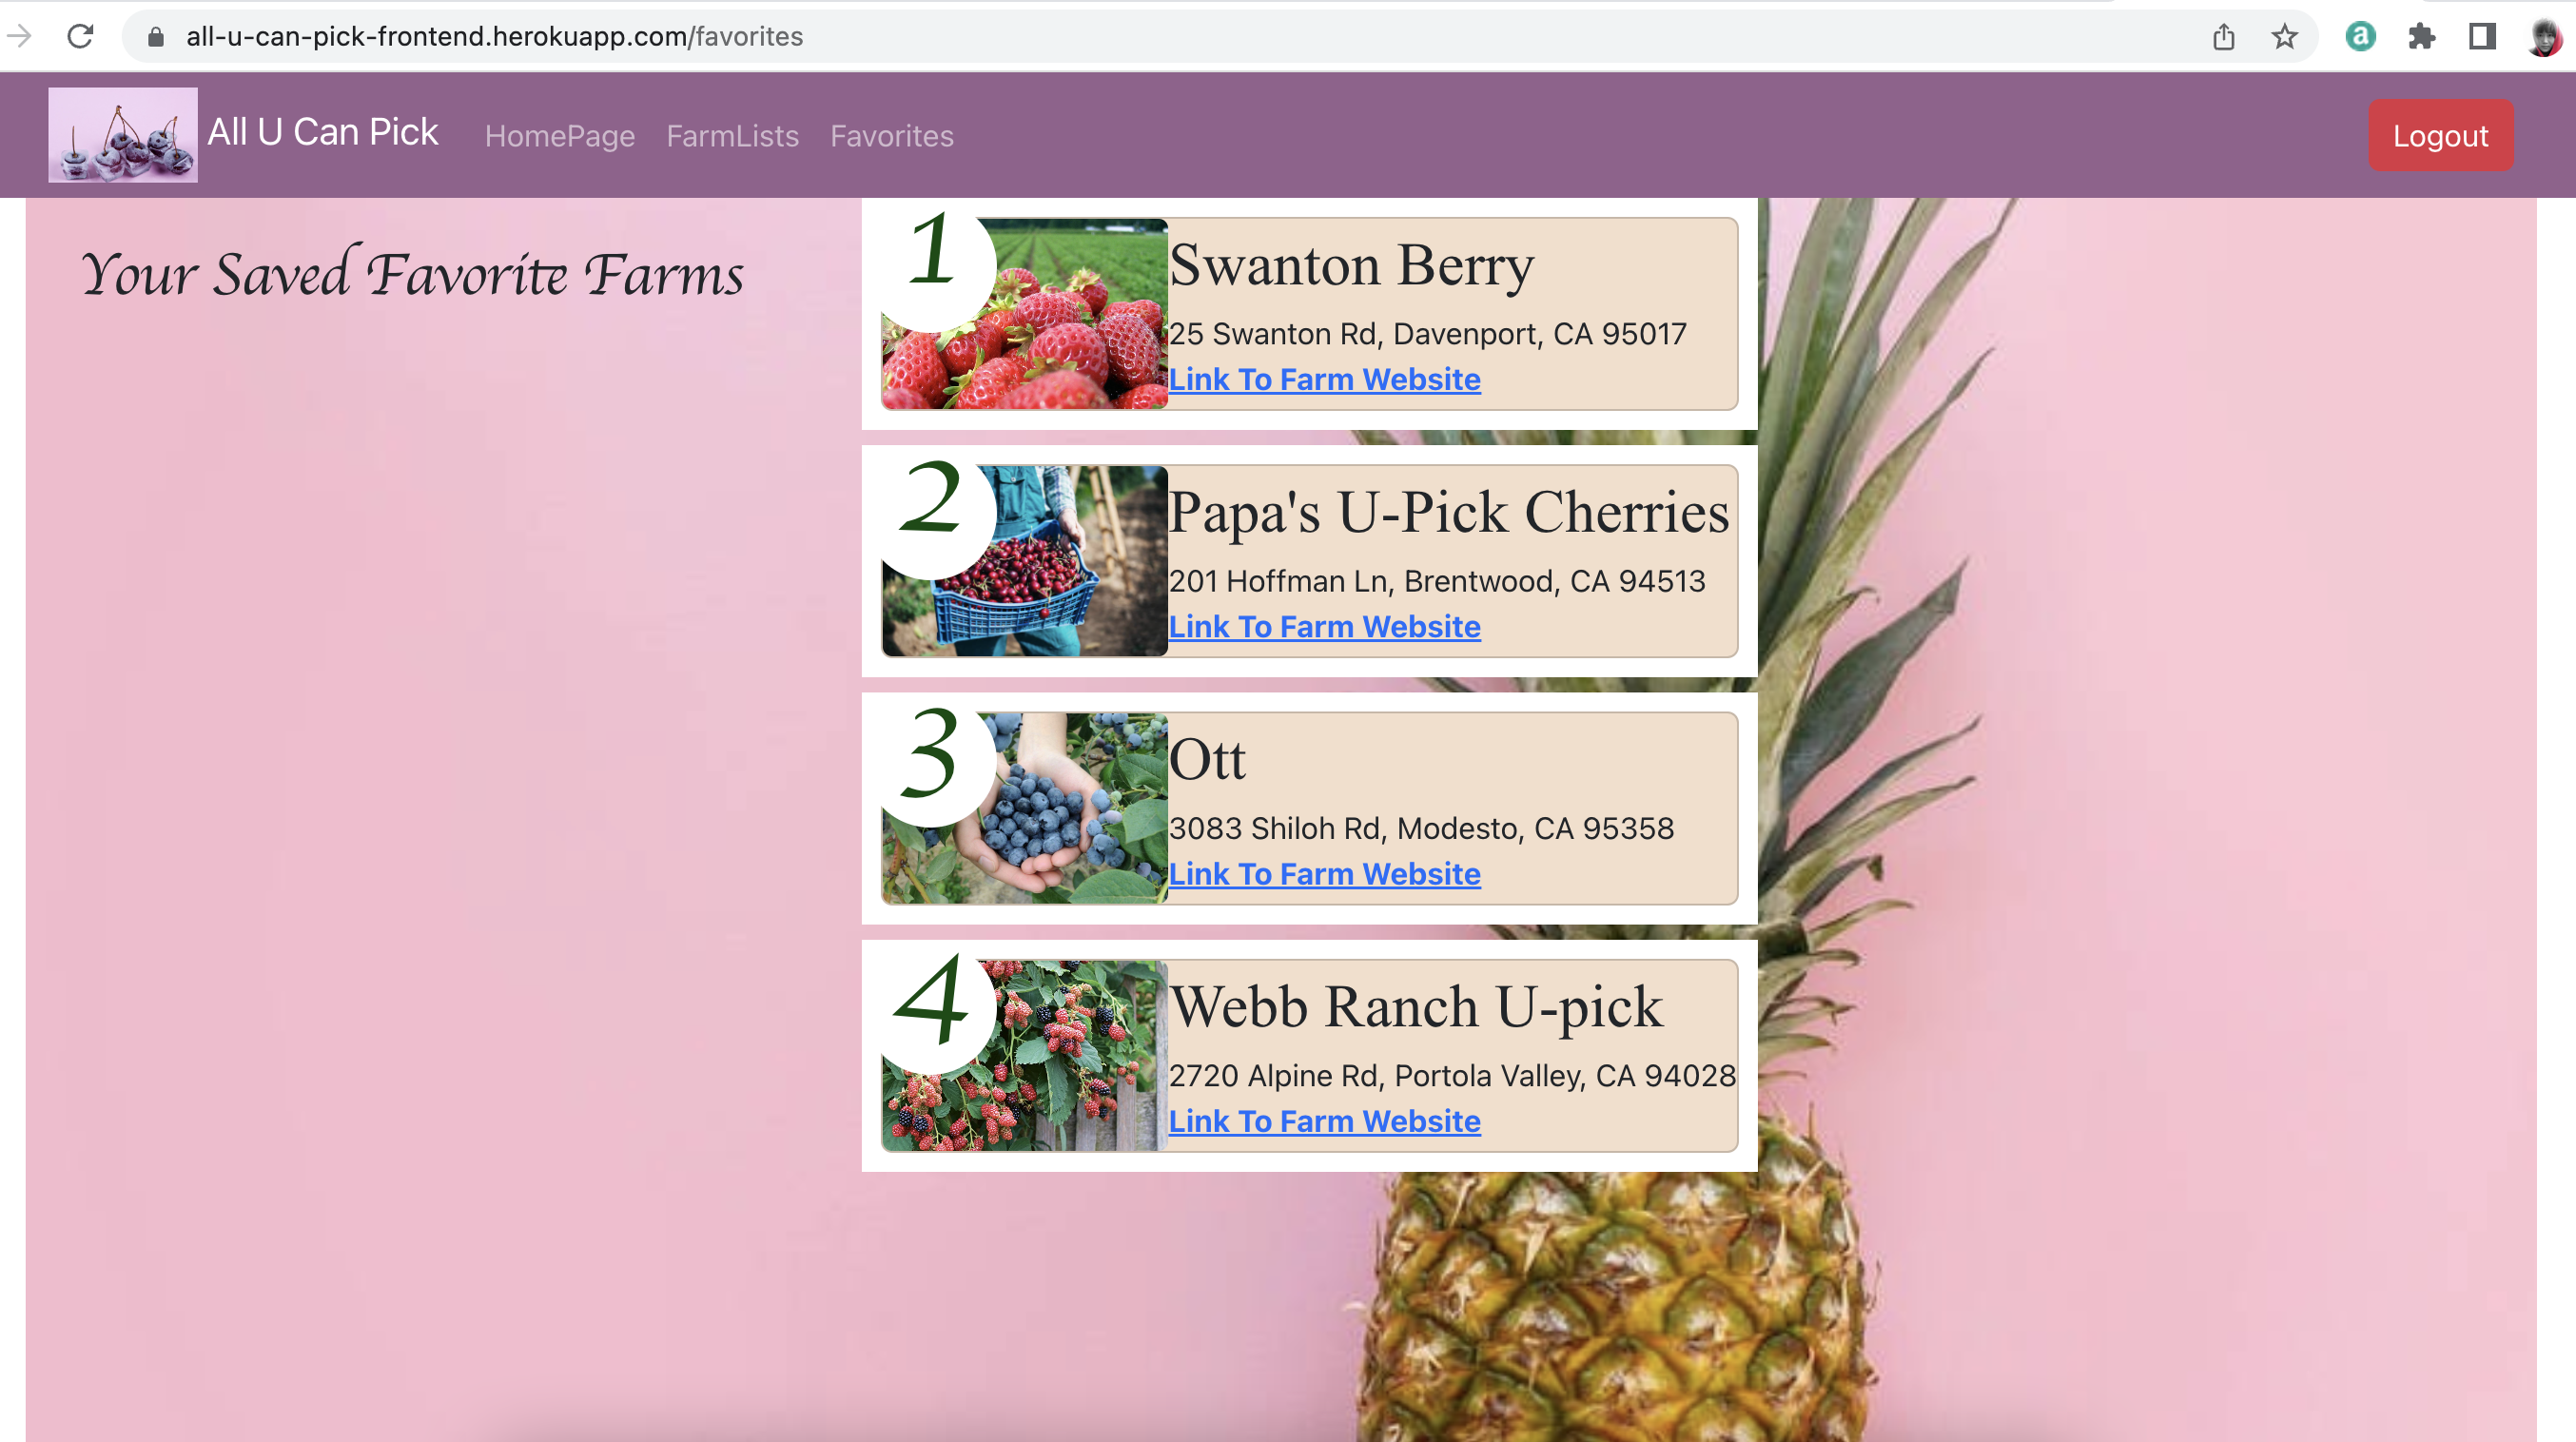 all-u-can-pick-frontend.herokuapp.com/favorites
a
All U Can Pick HomePage FarmLists Favorites Logout
Your Saved Favorite Farms
1
Swanton Berry
25 Swanton Rd, Davenport, CA 95017
Link To Farm Website
2
Papa's U-Pick Cherries
201 Hoffman Ln, Brentwood, CA 94513
Link To Farm Website
3
Ott
3083 Shiloh Rd, Modesto, CA 95358
Link To Farm Website
4
Webb Ranch U-pick
2720 Alpine Rd, Portola Valley, CA 94028
Link To Farm Website